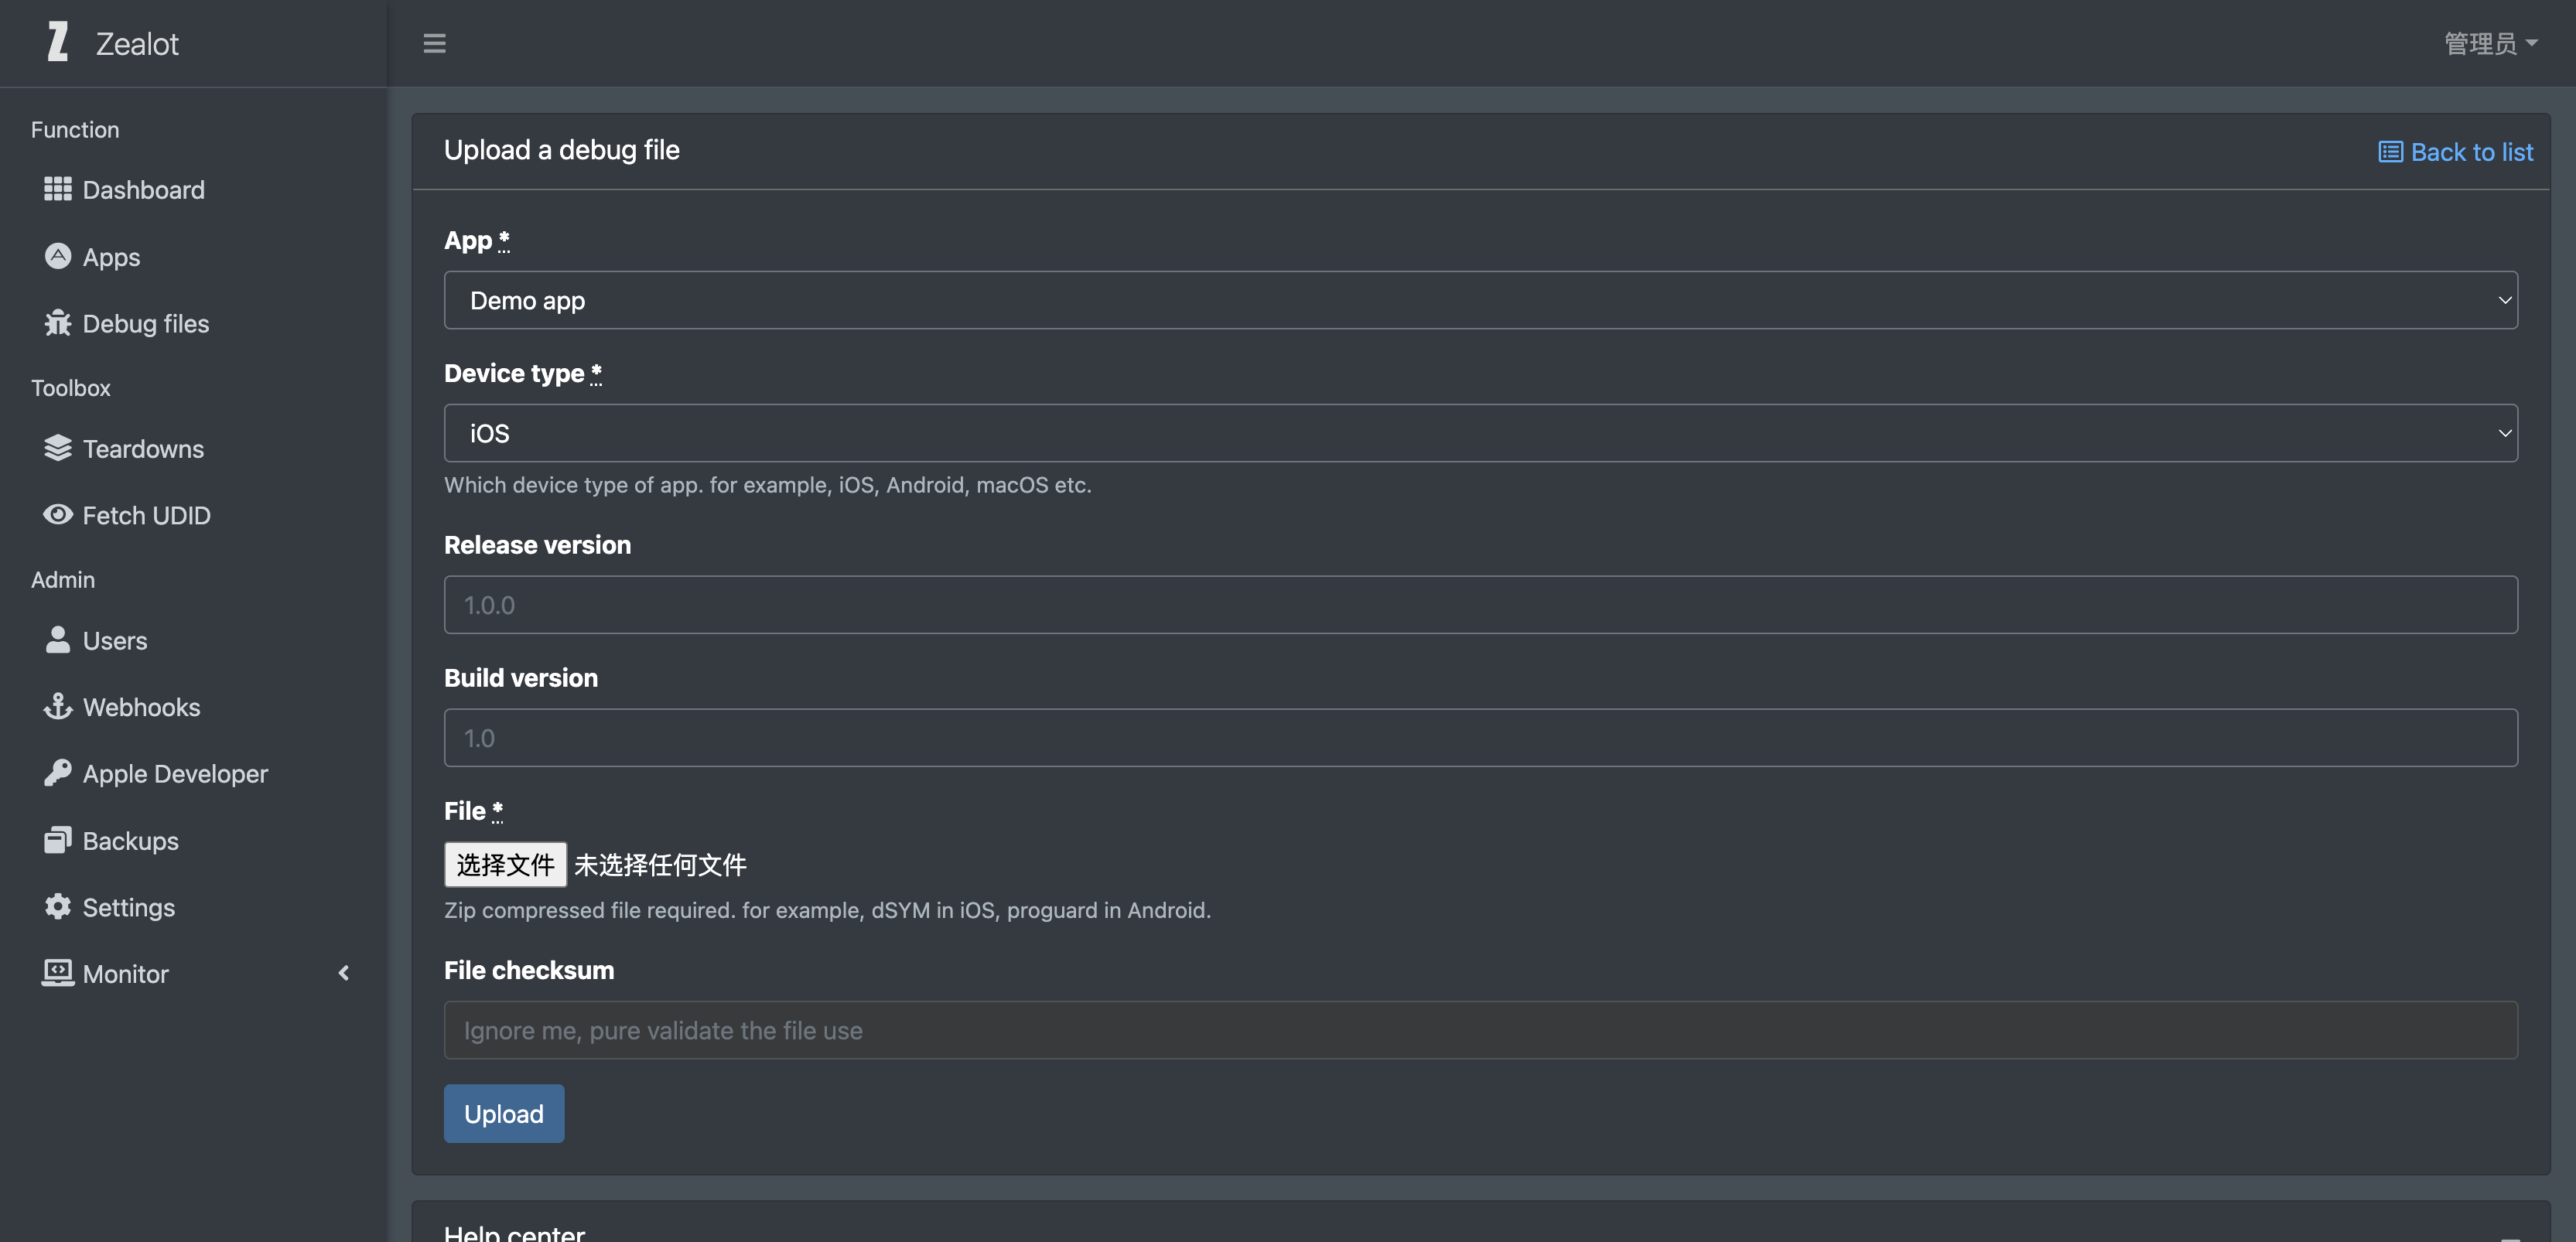 Zealot
管理员
Function
Dashboard
Apps
Debug files
Toolbox
Teardowns
Fetch UDID
Admin
Users
Webhooks
Apple Developer
Backups
Settings
Monitor
Upload a debug file
Back to list
App *
Demo app
Device type *
iOS
Which device type of app. for example, iOS, Android, macOS etc.
Release version
1.0.0
Build version
1.0
File *
选择文件 未选择任何文件
Zip compressed file required. for example, dSYM in iOS, proguard in Android.
File checksum
Ignore me, pure validate the file use
Upload
Help center